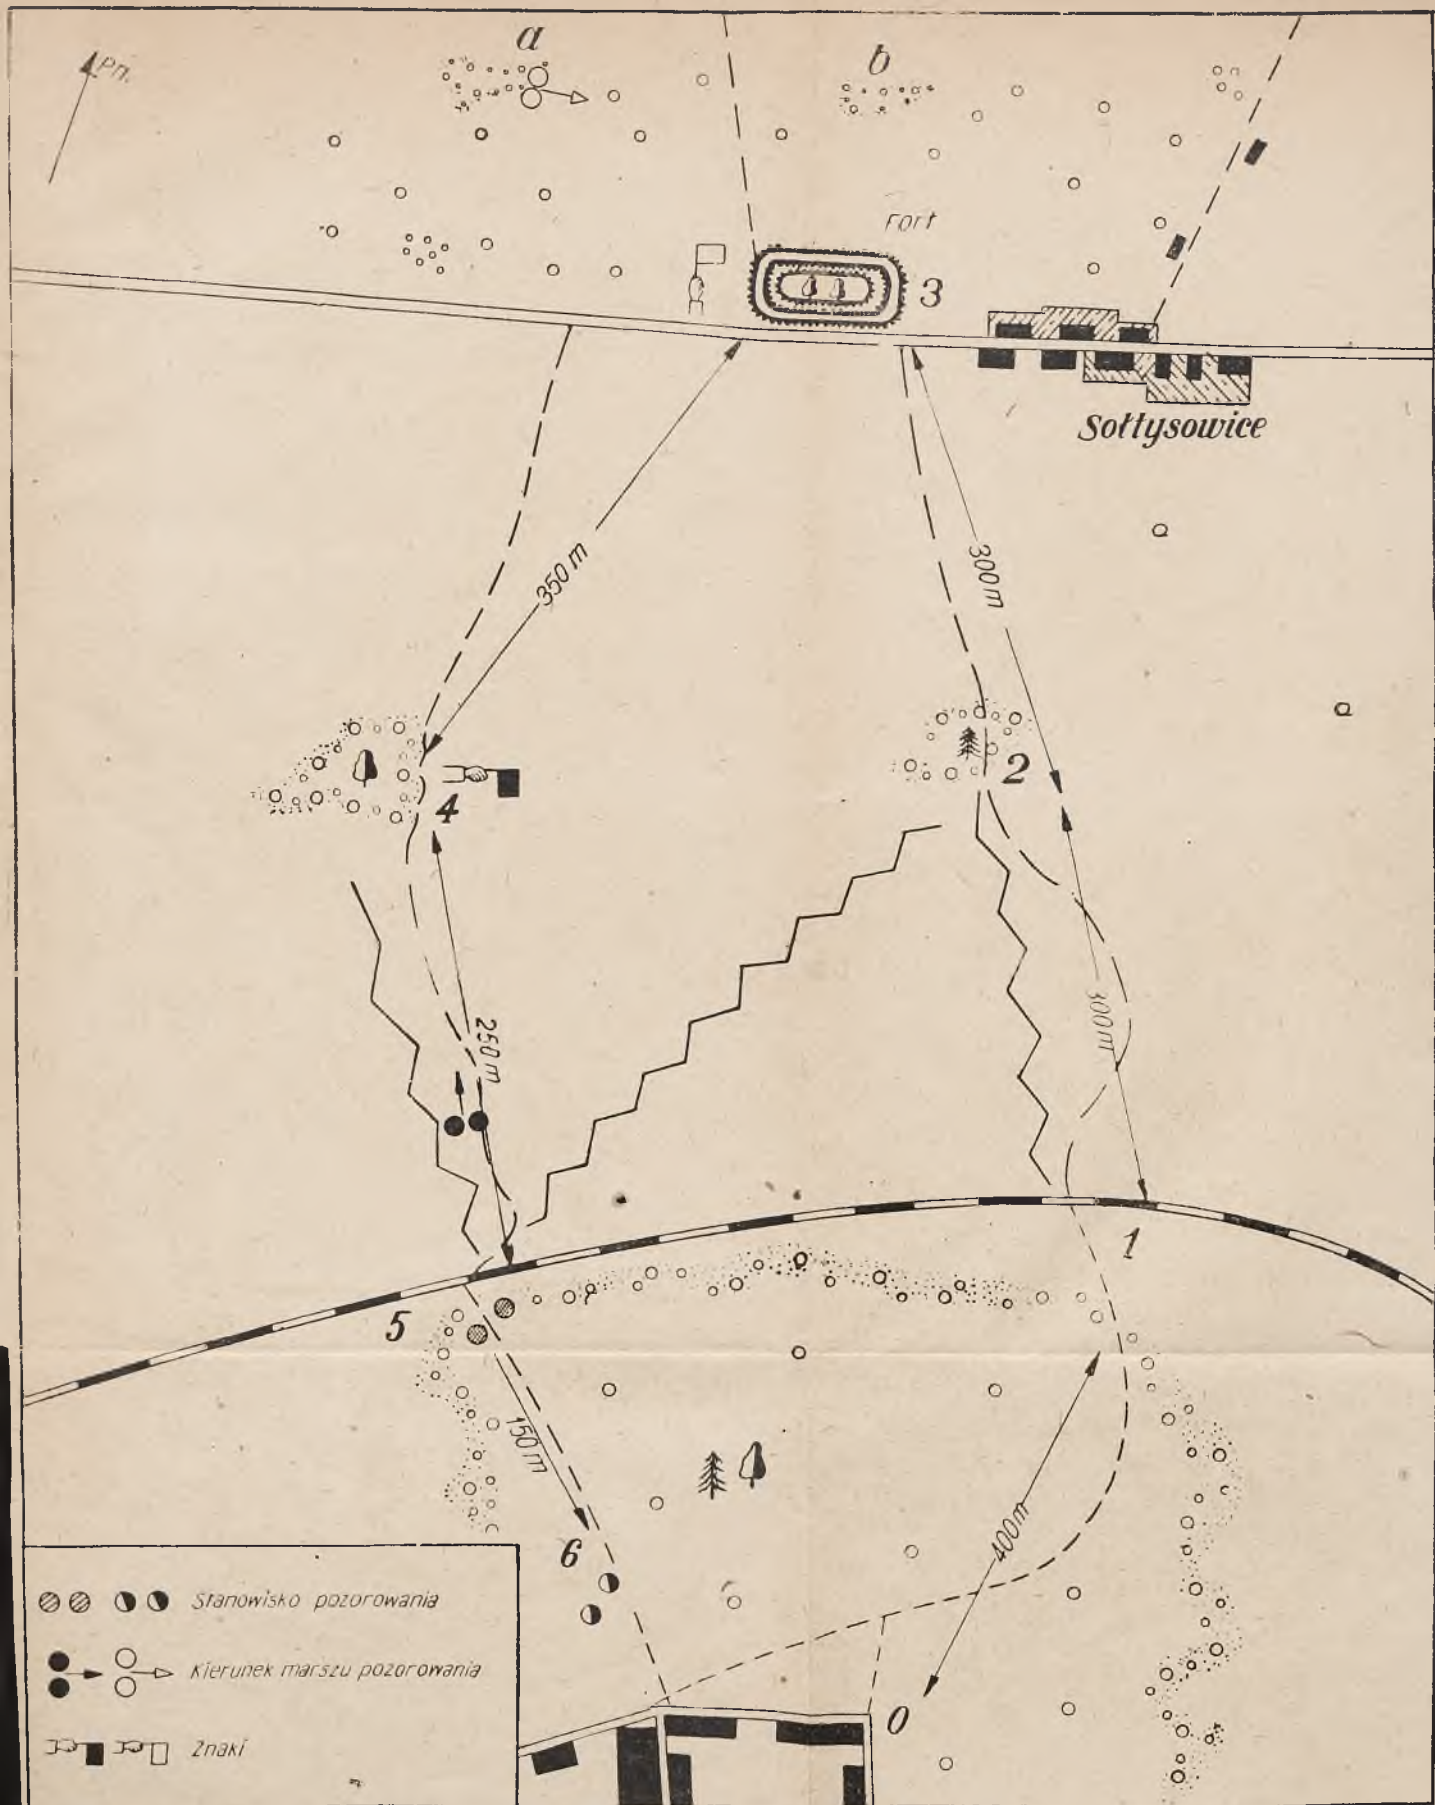 a
Pn.
b
Fort
3
Sołtysowice
350 m
300 m
2
4
300 m
250 m
1
5
150 m
400 m
6
Stanowisko pozorowania
Kierunek marszu pozorowania
0
Znaki